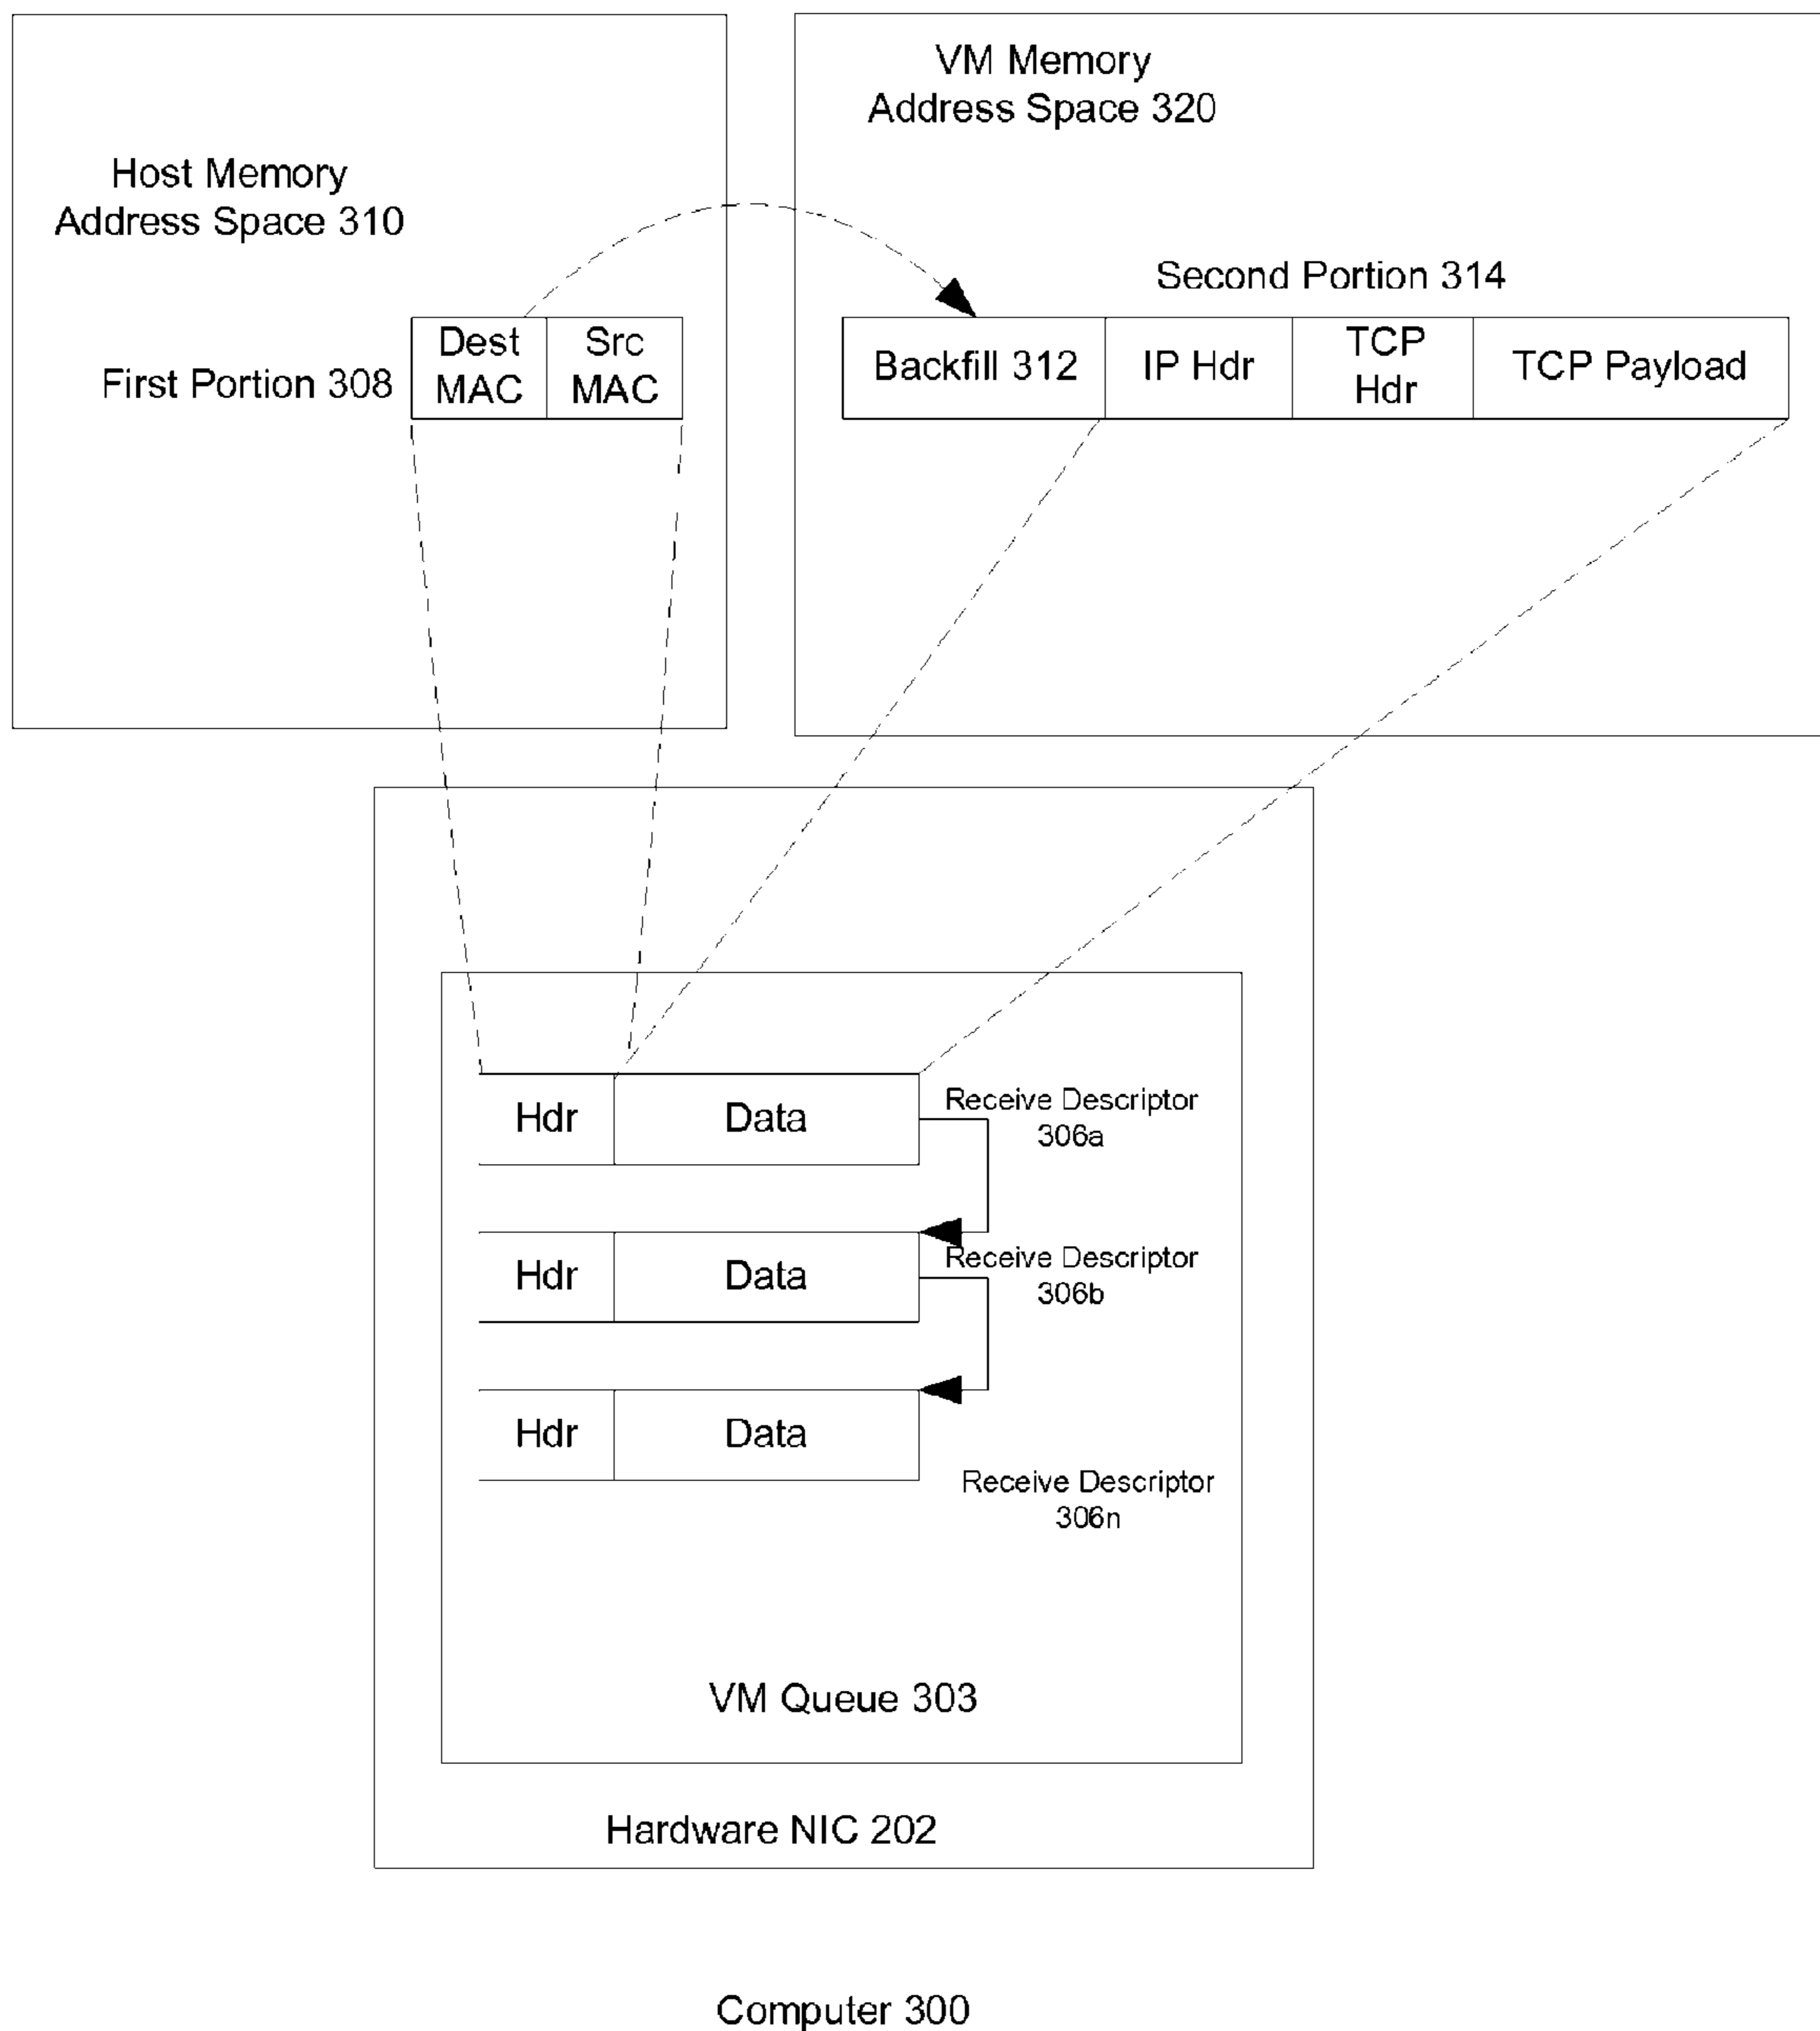 VM Memory
Address Space 320
Host Memory
Address Space 310
Second Portion 314
First Portion 308
Dest
MAC
Src
MAC
Backfill 312
IP Hdr
TCP
Hdr
TCP Payload
Hdr
Data
Receive Descriptor
306a
Hdr
Data
Receive Descriptor
306b
Hdr
Data
Receive Descriptor
306n
VM Queue 303
Hardware NIC 202
Computer 300